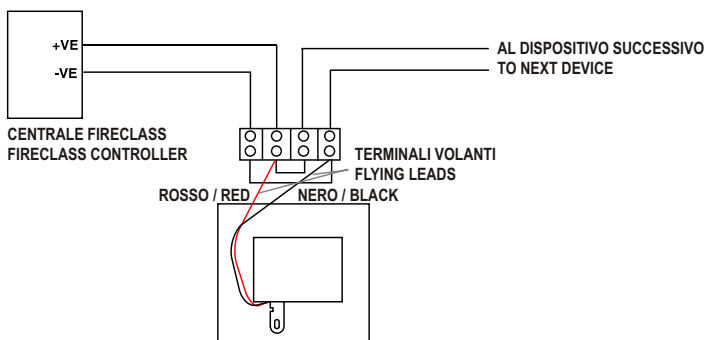 +VE
-VE
CENTRALE FIRECLASS
FIRECLASS CONTROLLER
AL DISPOSITIVO SUCCESSIVO
TO NEXT DEVICE
TERMINALI VOLANTI
FLYING LEADS
ROSSO / RED
NERO / BLACK